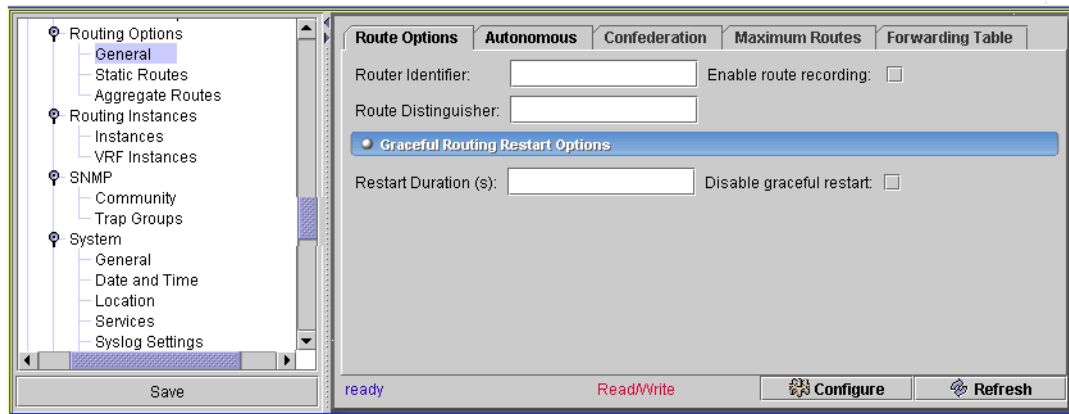 Routing Options
General
Static Routes
Aggregate Routes
Routing Instances
Instances
VRF Instances
SNMP
Community
Trap Groups
System
General
Date and Time
Location
Services
Syslog Settings
Save
Route Options Autonomous Confederation Maximum Routes Forwarding Table
Router Identifier: Enable route recording:
Route Distinguisher:
Graceful Routing Restart Options
Restart Duration (s): Disable graceful restart:
ready Read/Write Configure Refresh